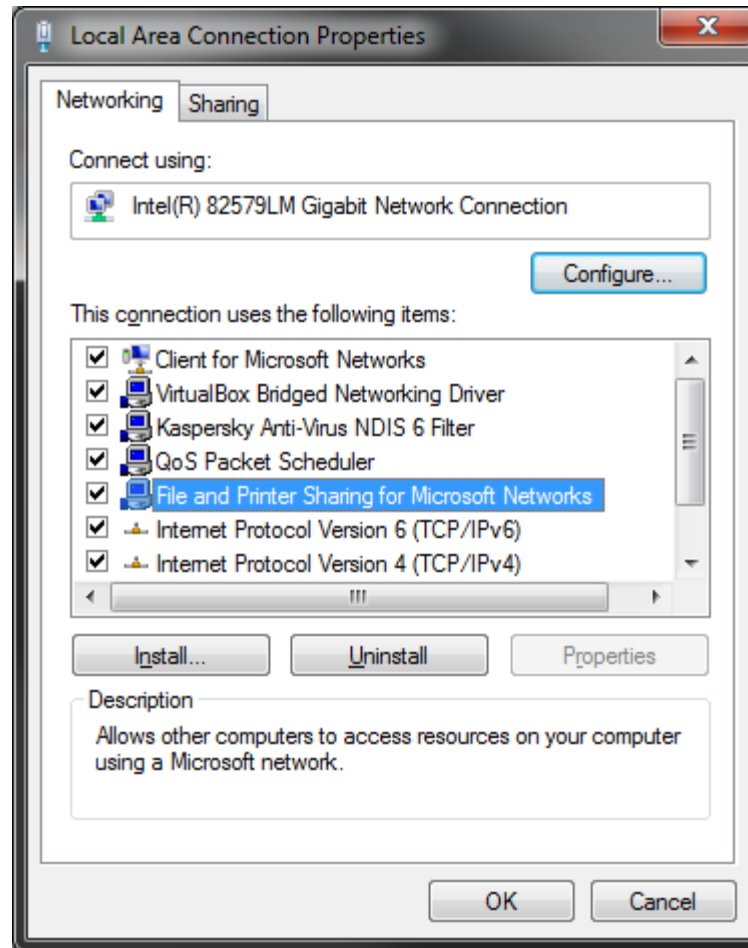 Local Area Connection Properties
Networking
Sharing
Connect using:
Intel(R) 82579LM Gigabit Network Connection
Configure...
This connection uses the following items:
Client for Microsoft Networks
VirtualBox Bridged Networking Driver
Kaspersky Anti-Virus NDIS 6 Filter
QoS Packet Scheduler
File and Printer Sharing for Microsoft Networks
Internet Protocol Version 6 (TCP/IPv6)
Internet Protocol Version 4 (TCP/IPv4)
Install...
Uninstall
Properties
Description
Allows other computers to access resources on your computer
using a Microsoft network.
OK
Cancel